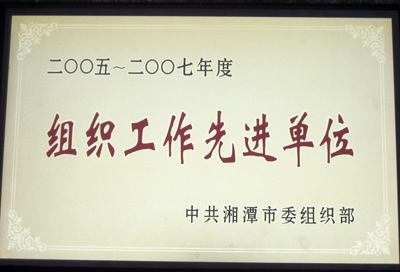 二〇〇五~二〇〇七年度
组织工作先进单位
中共湘潭市委组织部